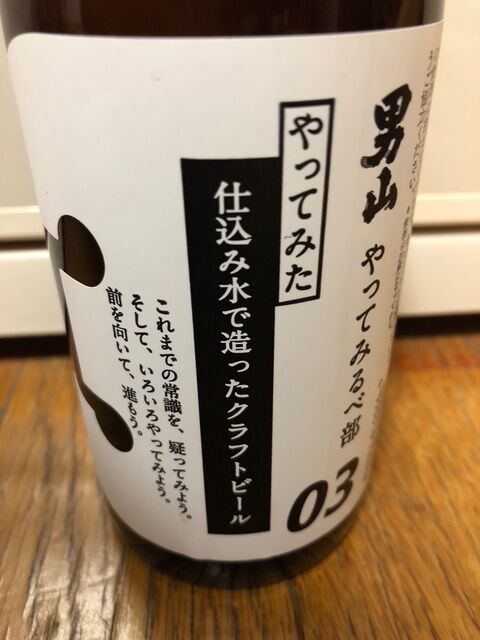 男山 やってみるべ部
03
やってみた
仕込み水で造ったクラフトビール
これまでの常識を、疑ってみよう。
そして、いろいろやってみよう。
前を向いて、進もう。